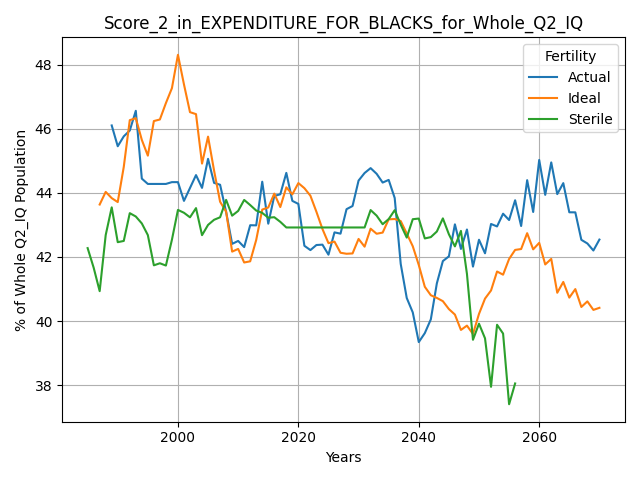 Score_2_in_EXPENDITURE_FOR_BLACKS_for_Whole_Q2_IQ
Fertility
Actual
Ideal
Sterile
% of Whole Q2_IQ Population
48
46
44
42
40
38
2000 2020 2040 2060
Years